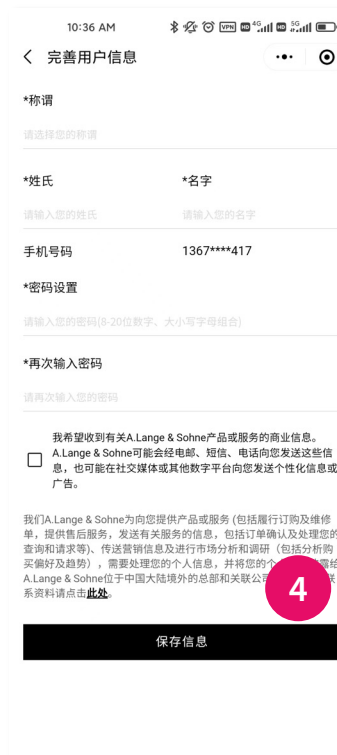 10:36 AM VPN HD 4G HD 5G
完善用户信息
*称谓
请选择您的称谓
*姓氏 *名字
请输入您的姓氏 请输入您的名字
手机号码 1367****417
*密码设置
请输入您的密码(8-20位数字、大小写字母组合)
*再次输入密码
请再次输入您的密码
我希望收到有关A.Lange & Sohne产品或服务的商业信息。
A.Lange & Sohne可能会经电邮、短信、电话向您发送这些信
息，也可能在社交媒体或其他数字平台向您发送个性化信息或
广告。
我们A.Lange & Sohne为向您提供产品或服务 (包括履行订购及维修
单，提供售后服务，发送有关服务的信息，包括订单确认及处理您的
查询和请求等)、传送营销信息及进行市场分析和调研（包括分析购
买偏好及趋势），需要处理您的个人信息，并将您的个 露给
A.Lange & Sohne位于中国大陆境外的总部和关联公 联
系资料请点击此处。
4
保存信息